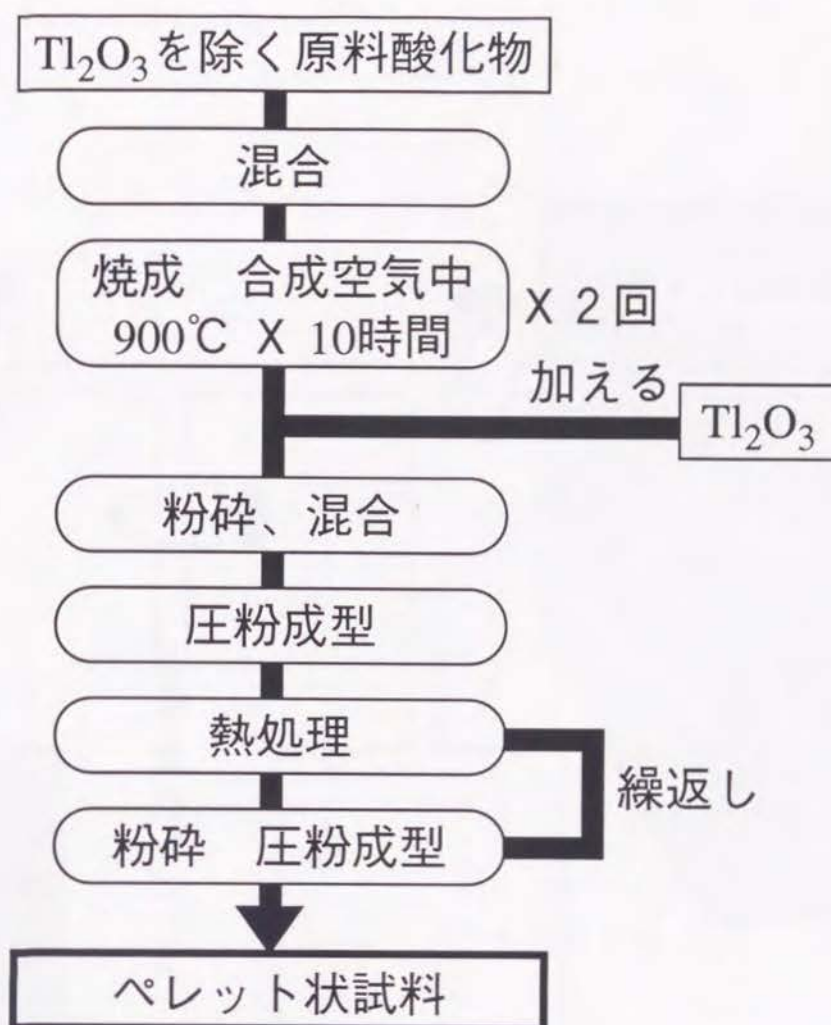 Tl₂O₃を除く原料酸化物
混合
焼成　合成空気中
900℃ X 10時間
X 2回
加える
Tl₂O₃
粉砕、混合
圧粉成型
熱処理
繰返し
粉砕　圧粉成型
ペレット状試料